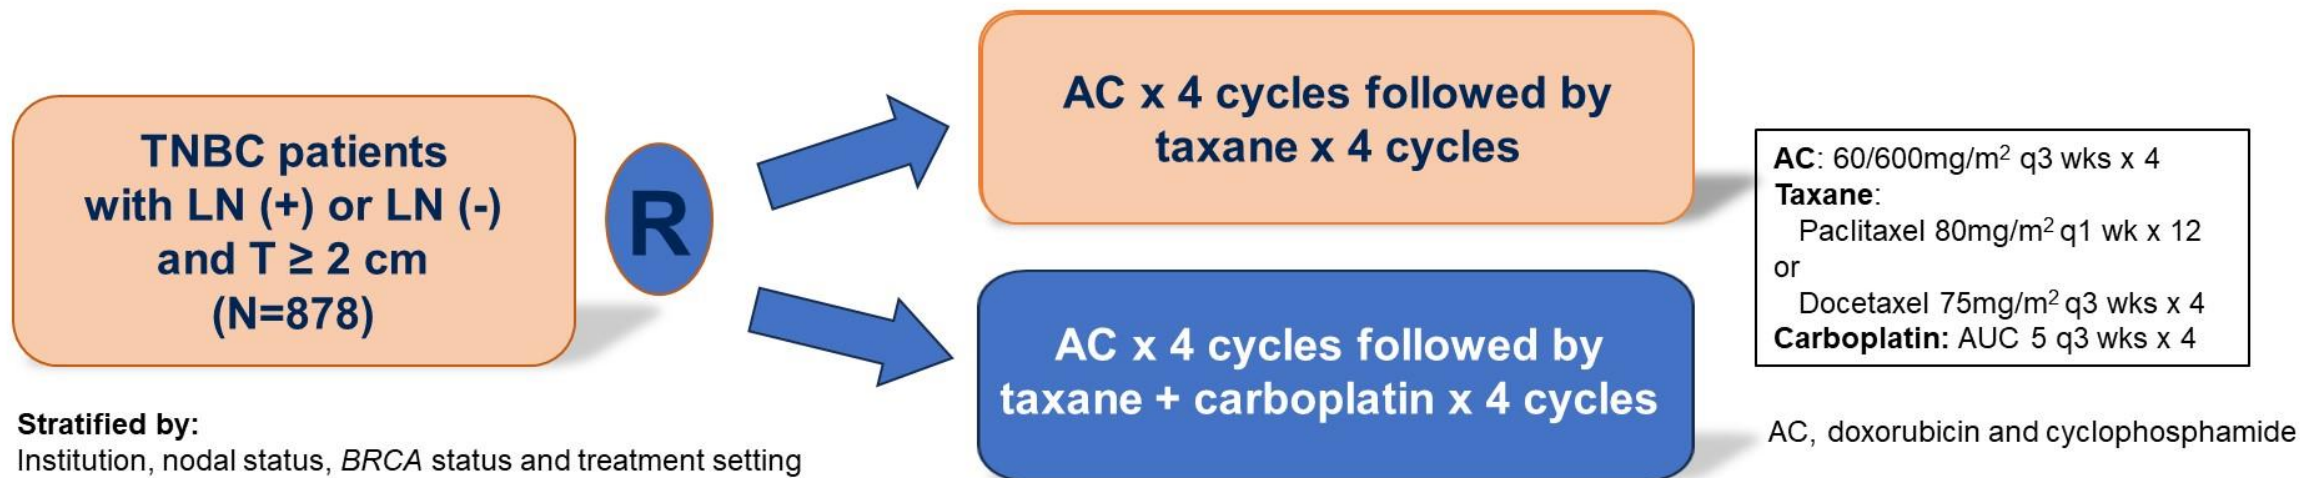 TNBC patients
with LN (+) or LN (-)
and T ≥ 2 cm
(N=878)
R
AC x 4 cycles followed by
taxane x 4 cycles
AC x 4 cycles followed by
taxane + carboplatin x 4 cycles
AC: 60/600mg/m² q3 wks x 4
Taxane:
Paclitaxel 80mg/m² q1 wk x 12
or
Docetaxel 75mg/m² q3 wks x 4
Carboplatin: AUC 5 q3 wks x 4
Stratified by:
Institution, nodal status, BRCA status and treatment setting
AC, doxorubicin and cyclophosphamide